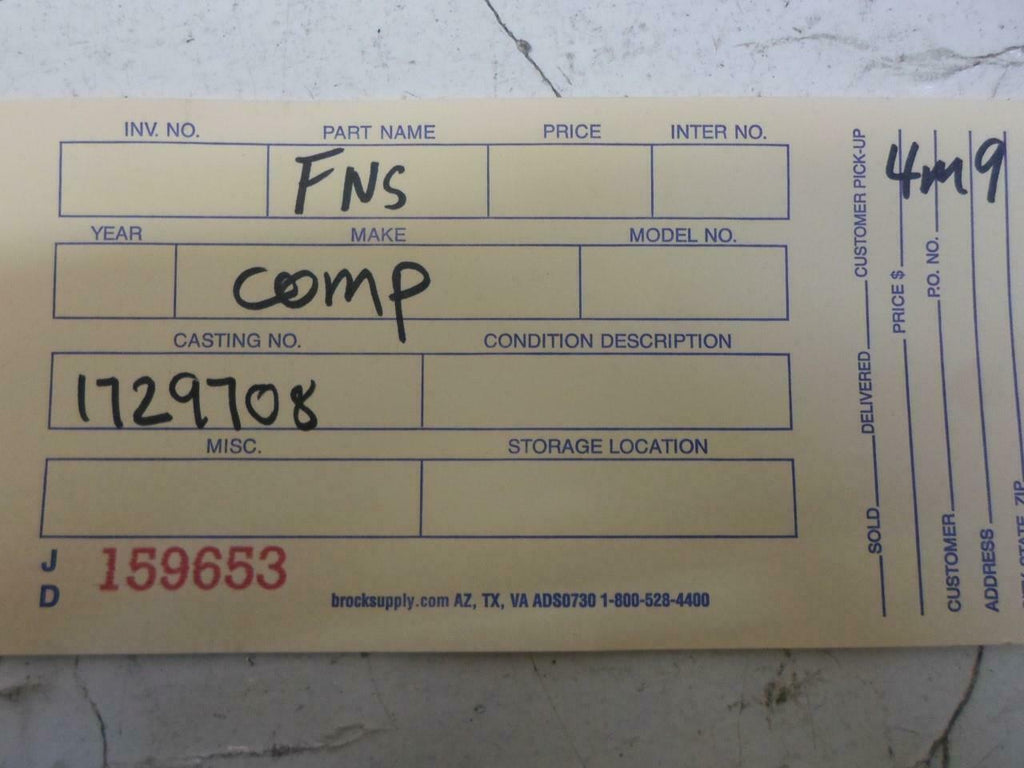 INV. NO. PART NAME PRICE INTER NO.
FNS
YEAR MAKE MODEL NO.
comp
CASTING NO. CONDITION DESCRIPTION
1729708
MISC. STORAGE LOCATION
J
D
159653
brocksupply.com AZ, TX, VA ADS0730 1-800-528-4400
4m9
SOLD DELIVERED CUSTOMER PICK-UP
PRICE $
CUSTOMER P.O. NO.
ADDRESS
ZIP